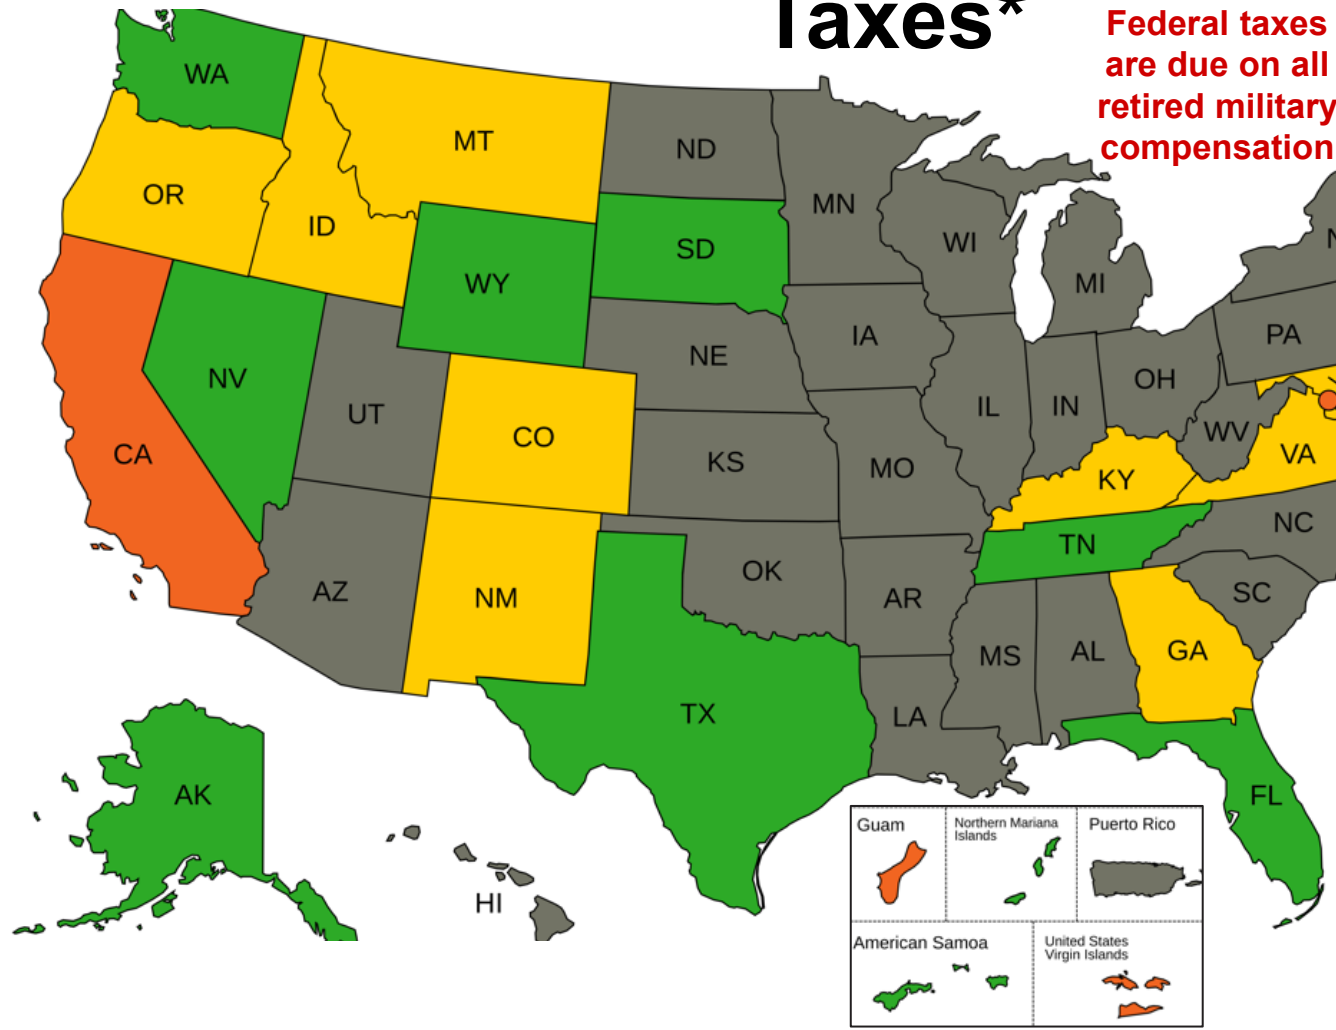 Taxes*
Federal taxes
are due on all
retired military
compensation
WA
MT
ND
MN
OR
ID
WY
SD
WI
MI
NV
UT
CO
NE
IA
IL
IN
OH
PA
CA
KS
MO
KY
WV
VA
AZ
NM
OK
AR
TN
NC
SC
TX
LA
MS
AL
GA
FL
AK
HI
Guam
Northern Mariana
Islands
Puerto Rico
American Samoa
United States
Virgin Islands